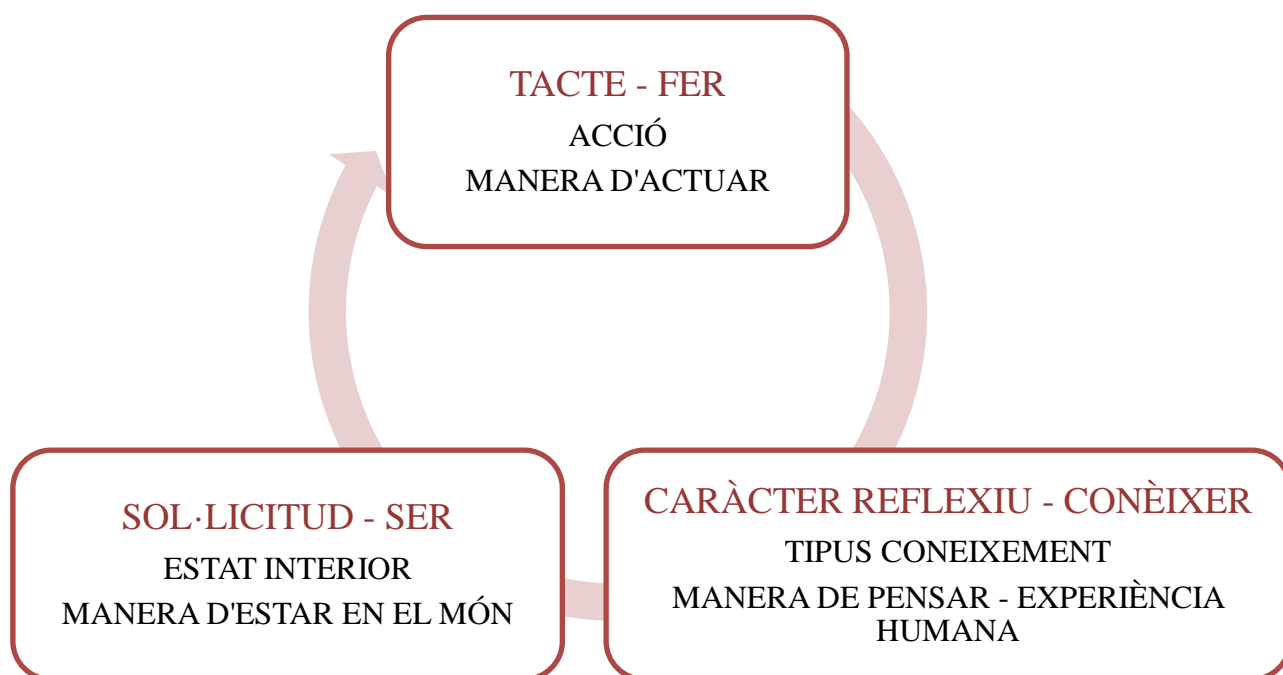 TACTE - FER
ACCIÓ
MANERA D'ACTUAR
CARÀCTER REFLEXIU - CONÈIXER
TIPUS CONEIXEMENT
MANERA DE PENSAR - EXPERIÈNCIA
HUMANA
SOL·LICITUD - SER
ESTAT INTERIOR
MANERA D'ESTAR EN EL MÓN